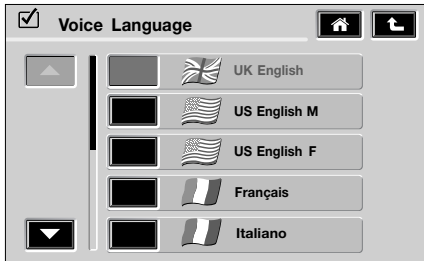 Voice Language
UK English
US English M
US English F
Français
Italiano